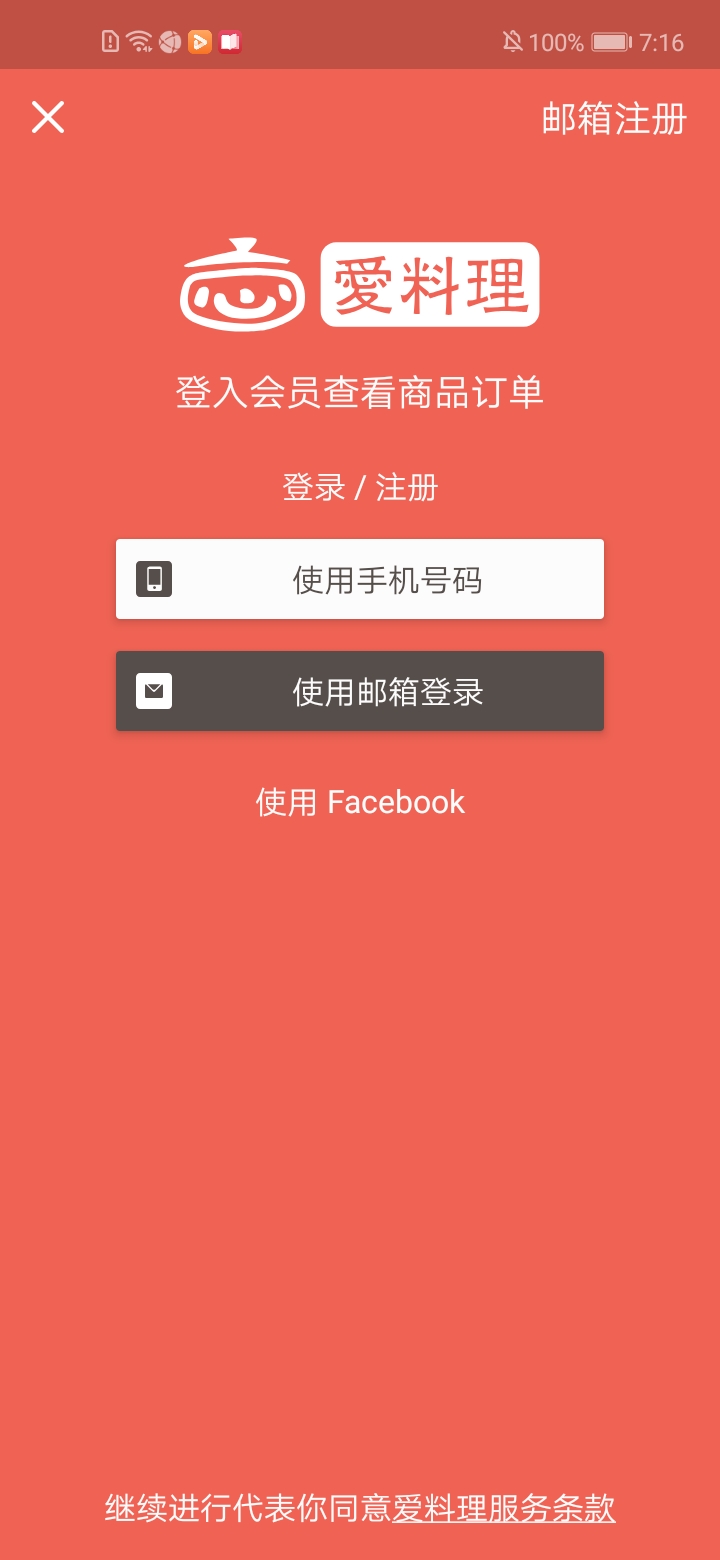 100% 7:16
邮箱注册
愛料理
登入会员查看商品订单
登录 / 注册
使用手机号码
使用邮箱登录
使用 Facebook
继续进行代表你同意爱料理服务条款